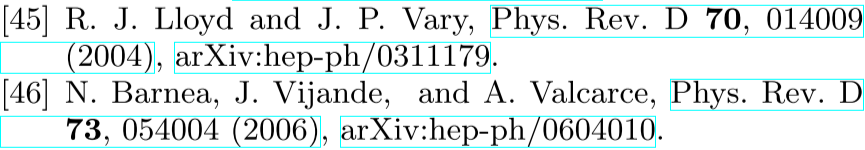 [45] R. J. Lloyd and J. P. Vary, Phys. Rev. D 70, 014009
(2004), arXiv:hep-ph/0311179.
[46] N. Barnea, J. Vijande, and A. Valcarce, Phys. Rev. D
73, 054004 (2006), arXiv:hep-ph/0604010.